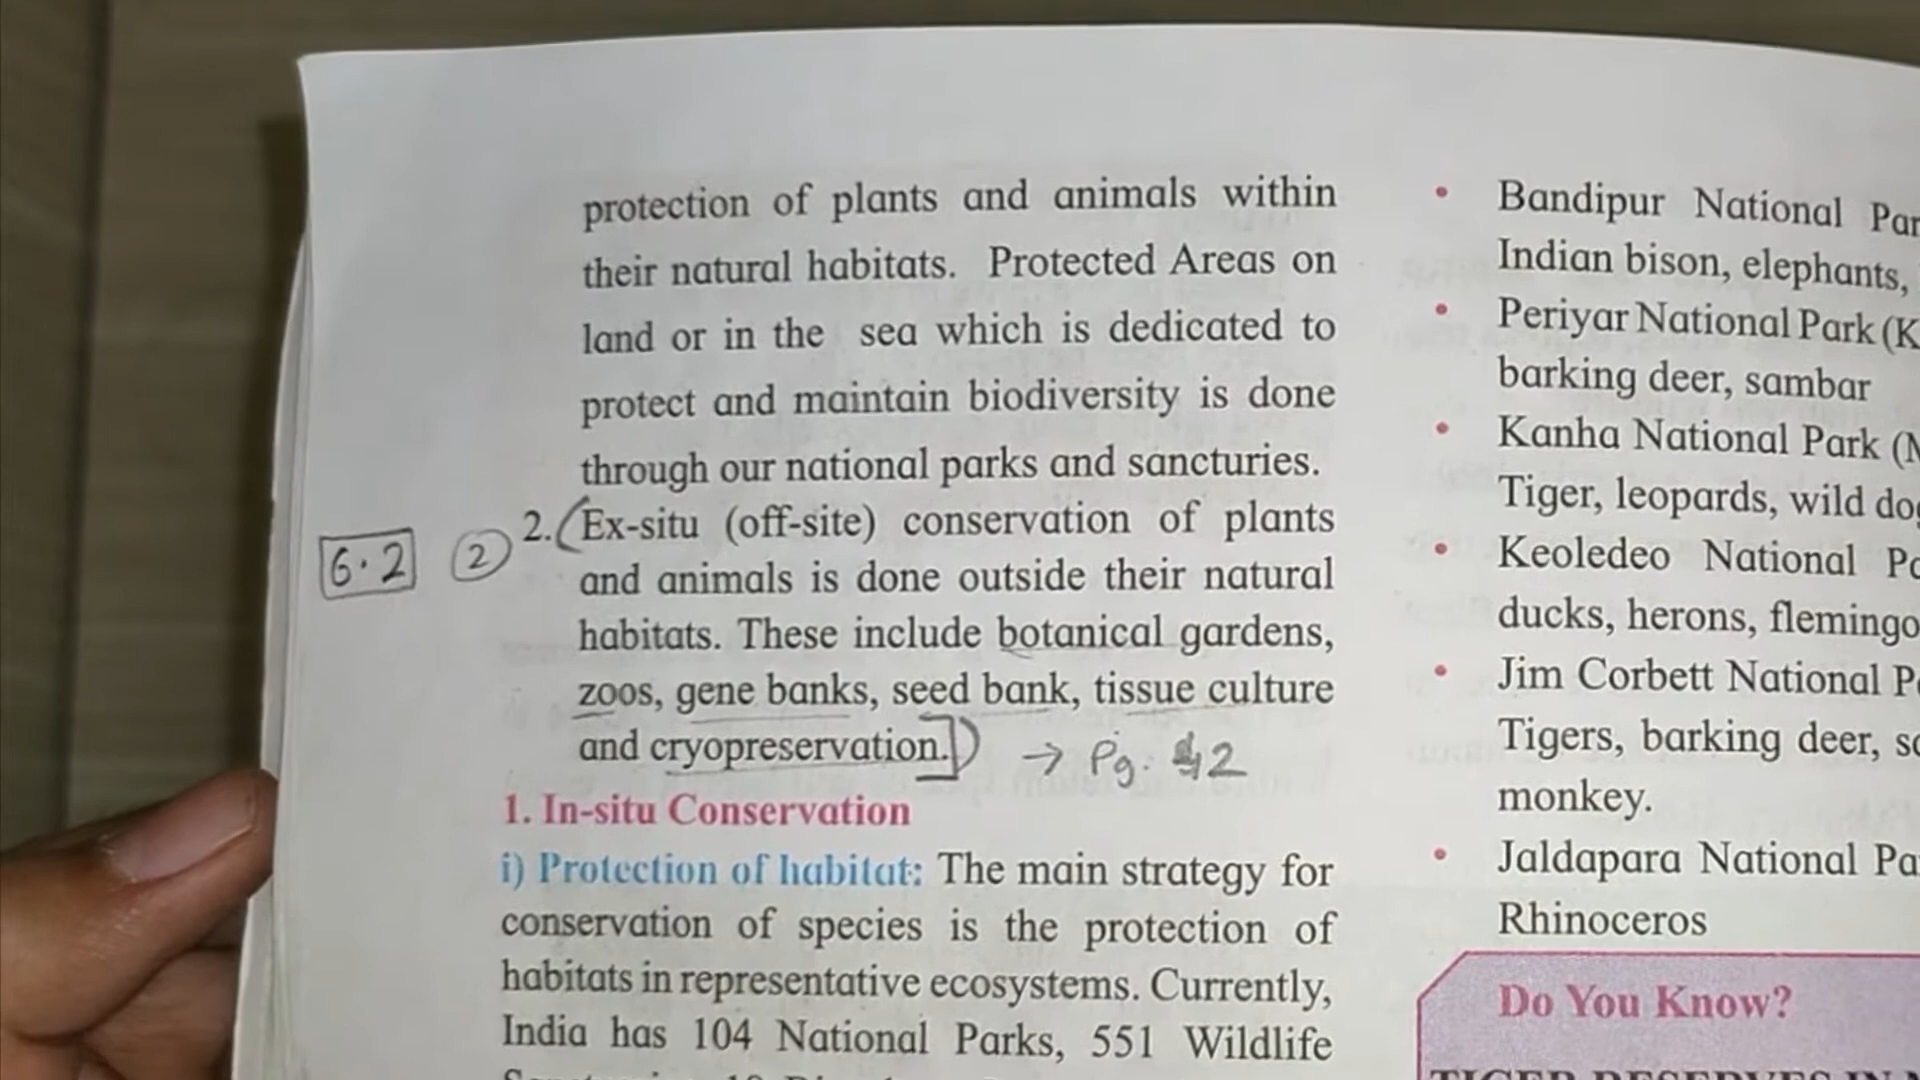 protection of plants and animals within
their natural habitats. Protected Areas on
land or in the sea which is dedicated to
protect and maintain biodiversity is done
through our national parks and sancturies.
6.2 2 2. (Ex-situ (off-site) conservation of plants
and animals is done outside their natural
habitats. These include botanical gardens,
zoos, gene banks, seed bank, tissue culture
and cryopreservation.]) → Pg. 42
1. In-situ Conservation
i) Protection of habitat: The main strategy for
conservation of species is the protection of
habitats in representative ecosystems. Currently,
India has 104 National Parks, 551 Wildlife
• Bandipur National
Indian bison, elephants,
• Periyar National Park (K
barking deer, sambar
• Kanha National Park (
Tiger, leopards, wild
• Keoledeo National
ducks, herons, flemingo
• Jim Corbett National
Tigers, barking deer,
monkey.
• Jaldapara National
Rhinoceros
Do You Know?
TIGER RESERVES IN